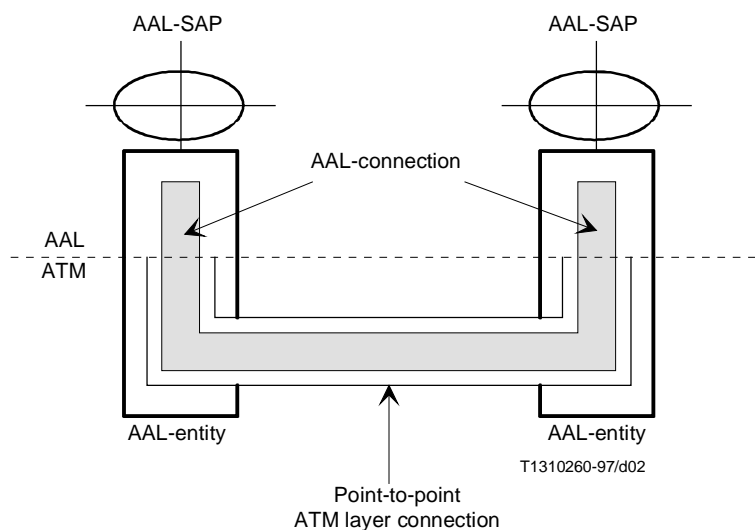 AAL-SAP
AAL-SAP
AAL-connection
AAL
ATM
AAL-entity
AAL-entity
T1310260-97/d02
Point-to-point
ATM layer connection